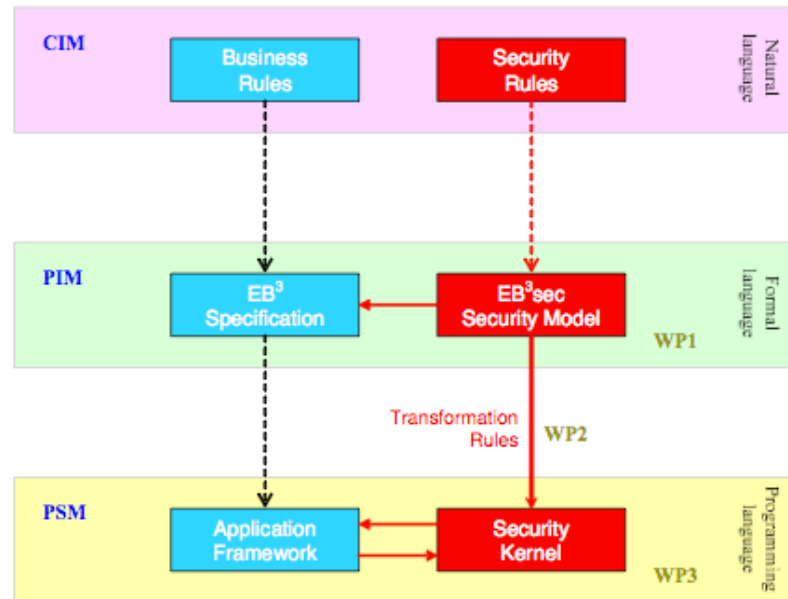 CIM
Business
Rules
Security
Rules
Natural
language
PIM
EB³
Specification
EB³sec
Security Model
WP1
Formal
language
Transformation
Rules
WP2
PSM
Application
Framework
Security
Kernel
WP3
Programming
language